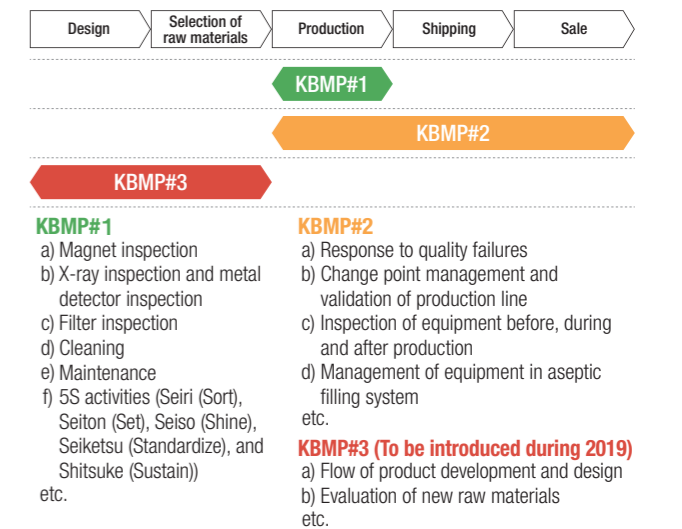 Design
Selection of
raw materials
Production
Shipping
Sale
KBMP#1
KBMP#2
KBMP#3
KBMP#1
a) Magnet inspection
b) X-ray inspection and metal
detector inspection
c) Filter inspection
d) Cleaning
e) Maintenance
f) 5S activities (Seiri (Sort),
Seiton (Set), Seiso (Shine),
Seiketsu (Standardize), and
Shitsuke (Sustain))
etc.
KBMP#2
a) Response to quality failures
b) Change point management and
validation of production line
c) Inspection of equipment before, during
and after production
d) Management of equipment in aseptic
filling system
etc.
KBMP#3 (To be introduced during 2019)
a) Flow of product development and design
b) Evaluation of new raw materials
etc.